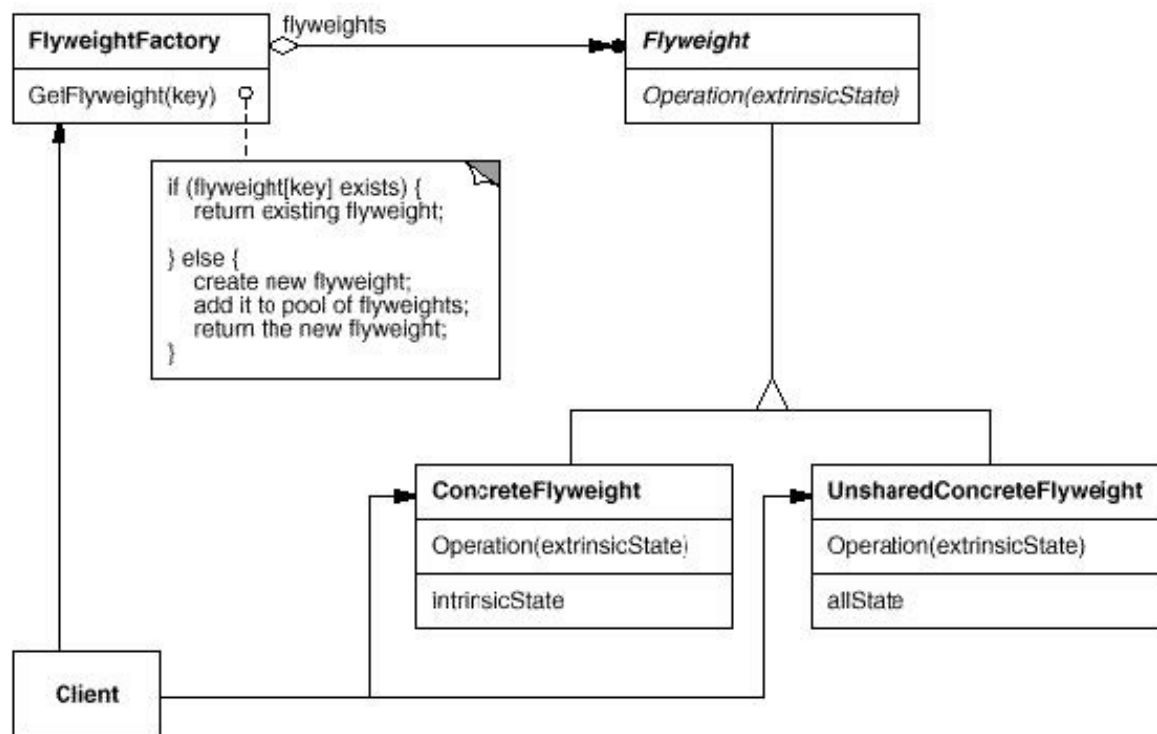 flyweights
FlyweightFactory
GetFlyweight(key)
Flyweight
Operation(extrinsicState)
if (flyweight[key] exists) {
return existing flyweight;
} else {
create new flyweight;
add it to pool of flyweights;
return the new flyweight;
}
ConcreteFlyweight
Operation(extrinsicState)
intrinsicState
UnsharedConcreteFlyweight
Operation(extrinsicState)
allState
Client